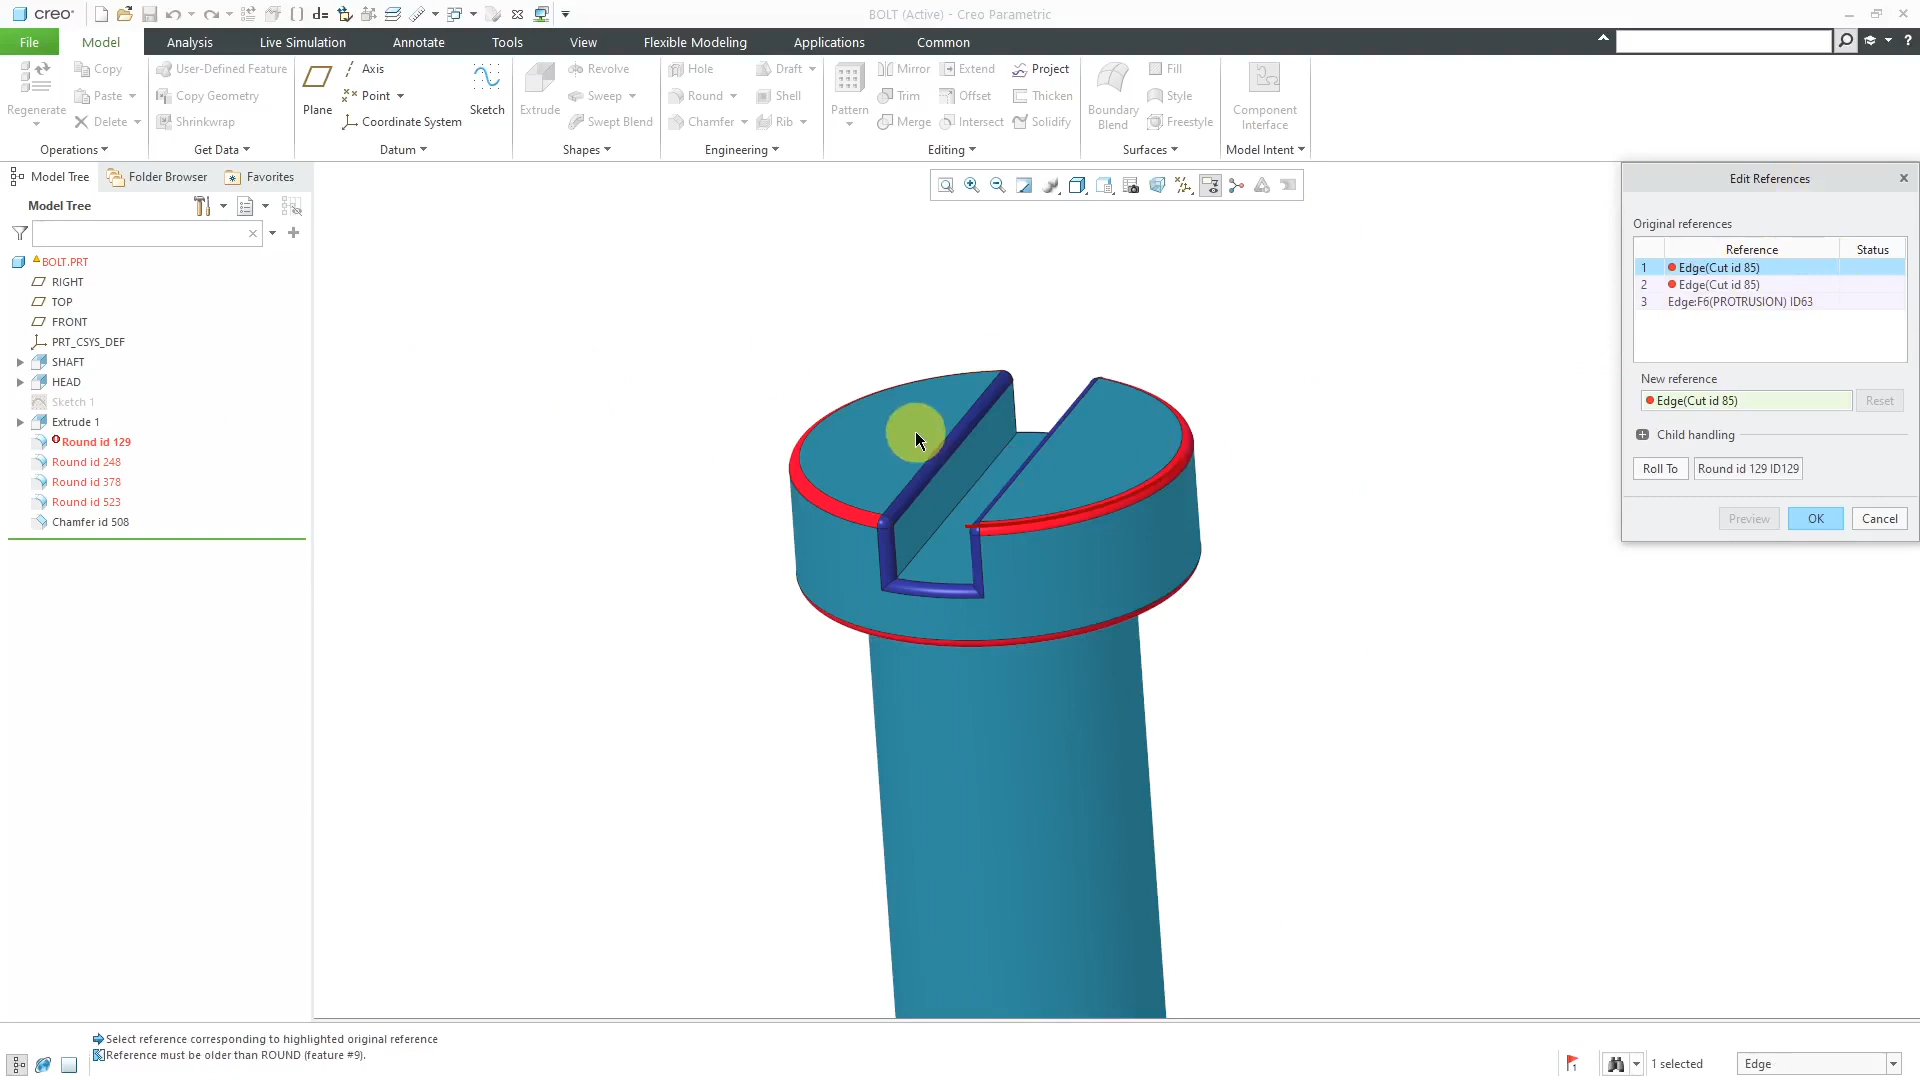 creo
BOLT (Active) - Creo Parametric
File
Model
Analysis
Live Simulation
Annotate
Tools
View
Flexible Modeling
Applications
Common
Regenerate
Copy
Paste
Delete
Operations
User-Defined Feature
Copy Geometry
Shrinkwrap
Get Data
Plane
Axis
Point
Coordinate System
Sketch
Datum
Extrude
Revolve
Sweep
Swept Blend
Shapes
Hole
Round
Chamfer
Draft
Shell
Rib
Engineering
Pattern
Mirror
Trim
Merge
Extend
Offset
Intersect
Project
Thicken
Solidify
Editing
Boundary
Blend
Fill
Style
Freestyle
Surfaces
Component
Interface
Model Intent
Model Tree
Folder Browser
Favorites
Model Tree
BOLT.PRT
RIGHT
TOP
FRONT
PRT_CSYS_DEF
SHAFT
HEAD
Sketch 1
Extrude 1
Round id 129
Round id 248
Round id 378
Round id 523
Chamfer id 508
Edit References
Original references
Reference Status
1 Edge(Cut id 85)
2 Edge(Cut id 85)
3 Edge:F6(PROTRUSION) ID63
New reference
Edge(Cut id 85) Reset
Child handling
Roll To Round id 129 ID129
Preview OK Cancel
Select reference corresponding to highlighted original reference
Reference must be older than ROUND (feature #9).
1
1 selected
Edge